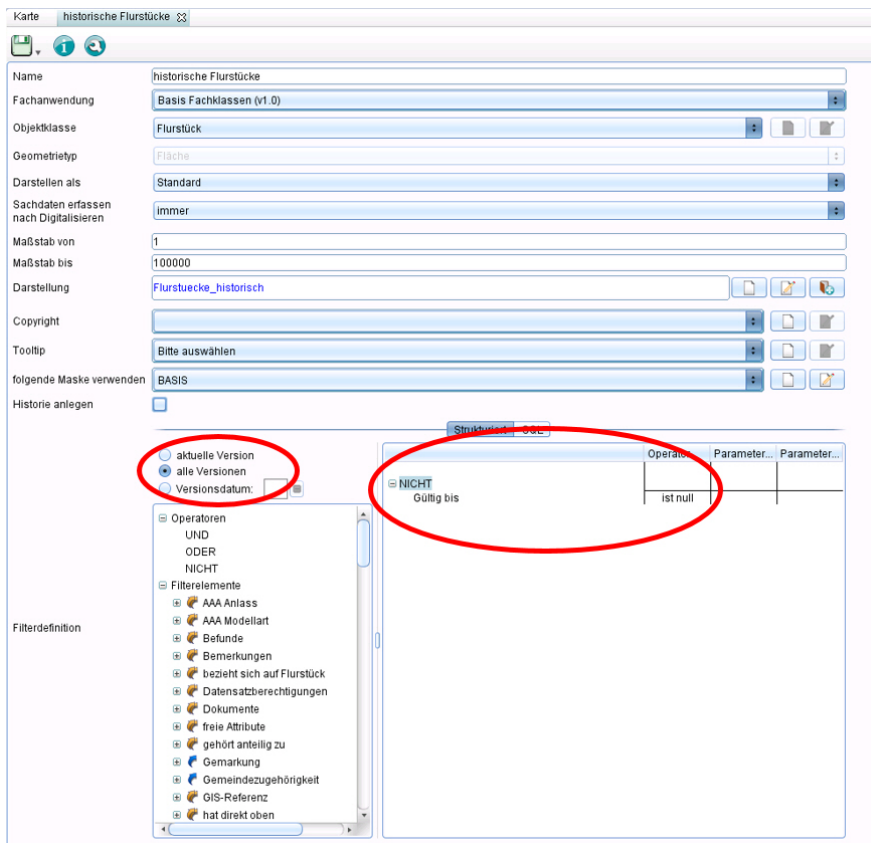 Karte historische Flurstücke
Name historische Flurstücke
Fachanwendung Basis Fachklassen (v1.0)
Objektklasse Flurstück
Geometrietyp Fläche
Darstellen als Standard
Sachdaten erfassen
nach Digitalisieren immer
Maßstab von 1
Maßstab bis 100000
Darstellung Flurstuecke_historisch
Copyright
Tooltip Bitte auswählen
folgende Maske verwenden BASIS
Historie anlegen
Strukturiert SQL
aktuelle Version
alle Versionen
Versionsdatum:
Operatoren
UND
ODER
NICHT
Filterelemente
AAA Anlass
AAA Modellart
Befunde
Bemerkungen
bezieht sich auf Flurstück
Datensatzberechtigungen
Dokumente
freie Attribute
gehört anteilig zu
Gemarkung
Gemeindezugehörigkeit
GIS-Referenz
hat direkt oben
Filterdefinition
Parameter... Parameter...
NICHT
Gültig bis ist null